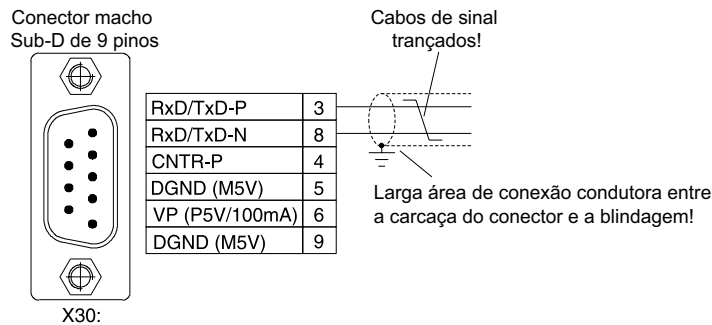 Conector macho
Sub-D de 9 pinos
Cabos de sinal
trançados!
RxD/TxD-P 3
RxD/TxD-N 8
CNTR-P 4
DGND (M5V) 5
VP (P5V/100mA) 6
DGND (M5V) 9
Larga área de conexão condutora entre
a carcaça do conector e a blindagem!
X30: